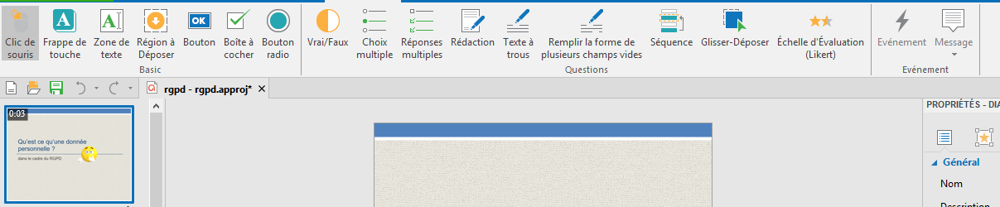 Clic de souris
Frappe de touche
Zone de texte
Région à Déposer
OK
Bouton
Boîte à cocher
Bouton radio
Vrai/Faux
Choix multiple
Réponses multiples
Rédaction
Texte à trous
Remplir la forme de plusieurs champs vides
Séquence
Glisser-Déposer
Échelle d'Évaluation (Likert)
Evénement
Message
Basic
Questions
Evénement
rgpd - rgpd.approj*
0:03
Qu'est ce qu'une donnée
personnelle ?
dans le cadre du RGPD
PROPRIÉTÉS - DIA
Général
Nom
Description